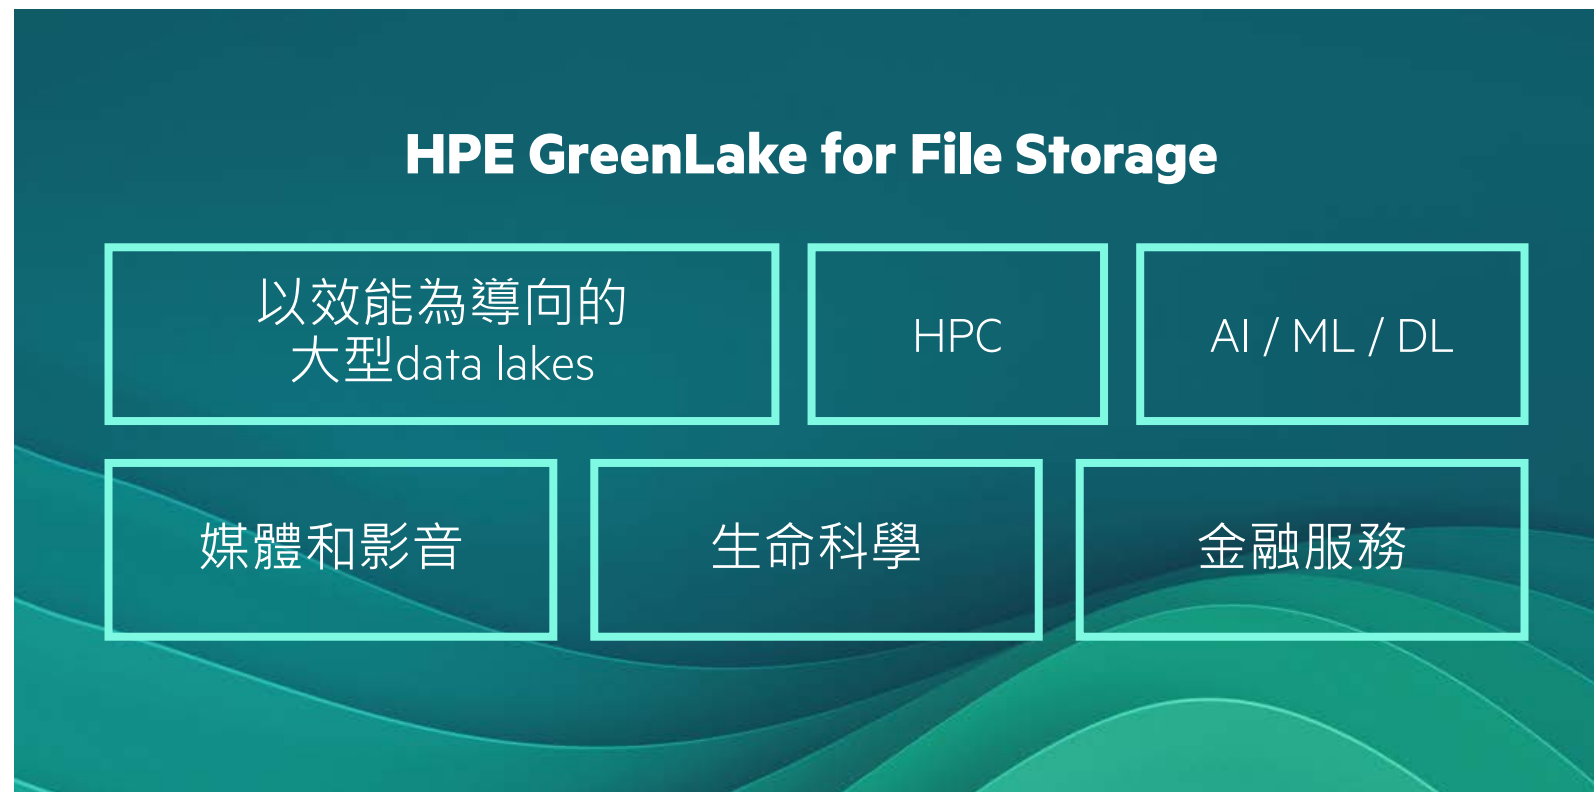 HPE GreenLake for File Storage
以效能為導向的
大型data lakes
HPC
AI / ML / DL
媒體和影音
生命科學
金融服務